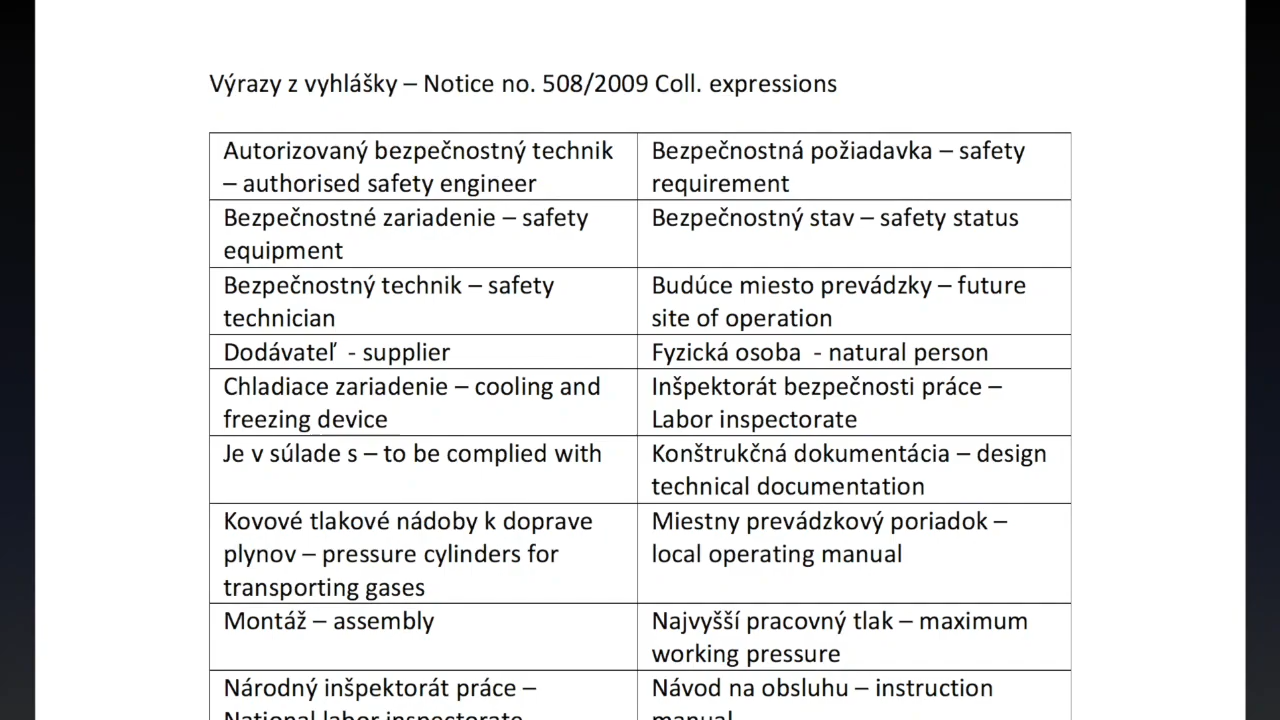 Výrazy z vyhlášky – Notice no. 508/2009 Coll. expressions
Autorizovaný bezpečnostný technik
– authorised safety engineer
Bezpečnostná požiadavka – safety
requirement
Bezpečnostné zariadenie – safety
equipment
Bezpečnostný stav – safety status
Bezpečnostný technik – safety
technician
Budúce miesto prevádzky – future
site of operation
Dodávateľ  - supplier
Fyzická osoba  - natural person
Chladiace zariadenie – cooling and
freezing device
Inšpektorát bezpečnosti práce –
Labor inspectorate
Je v súlade s – to be complied with
Konštrukčná dokumentácia – design
technical documentation
Kovové tlakové nádoby k doprave
plynov – pressure cylinders for
transporting gases
Miestny prevádzkový poriadok –
local operating manual
Montáž – assembly
Najvyšší pracovný tlak – maximum
working pressure
Národný inšpektorát práce –
National labor inspectorate
Návod na obsluhu – instruction
manual